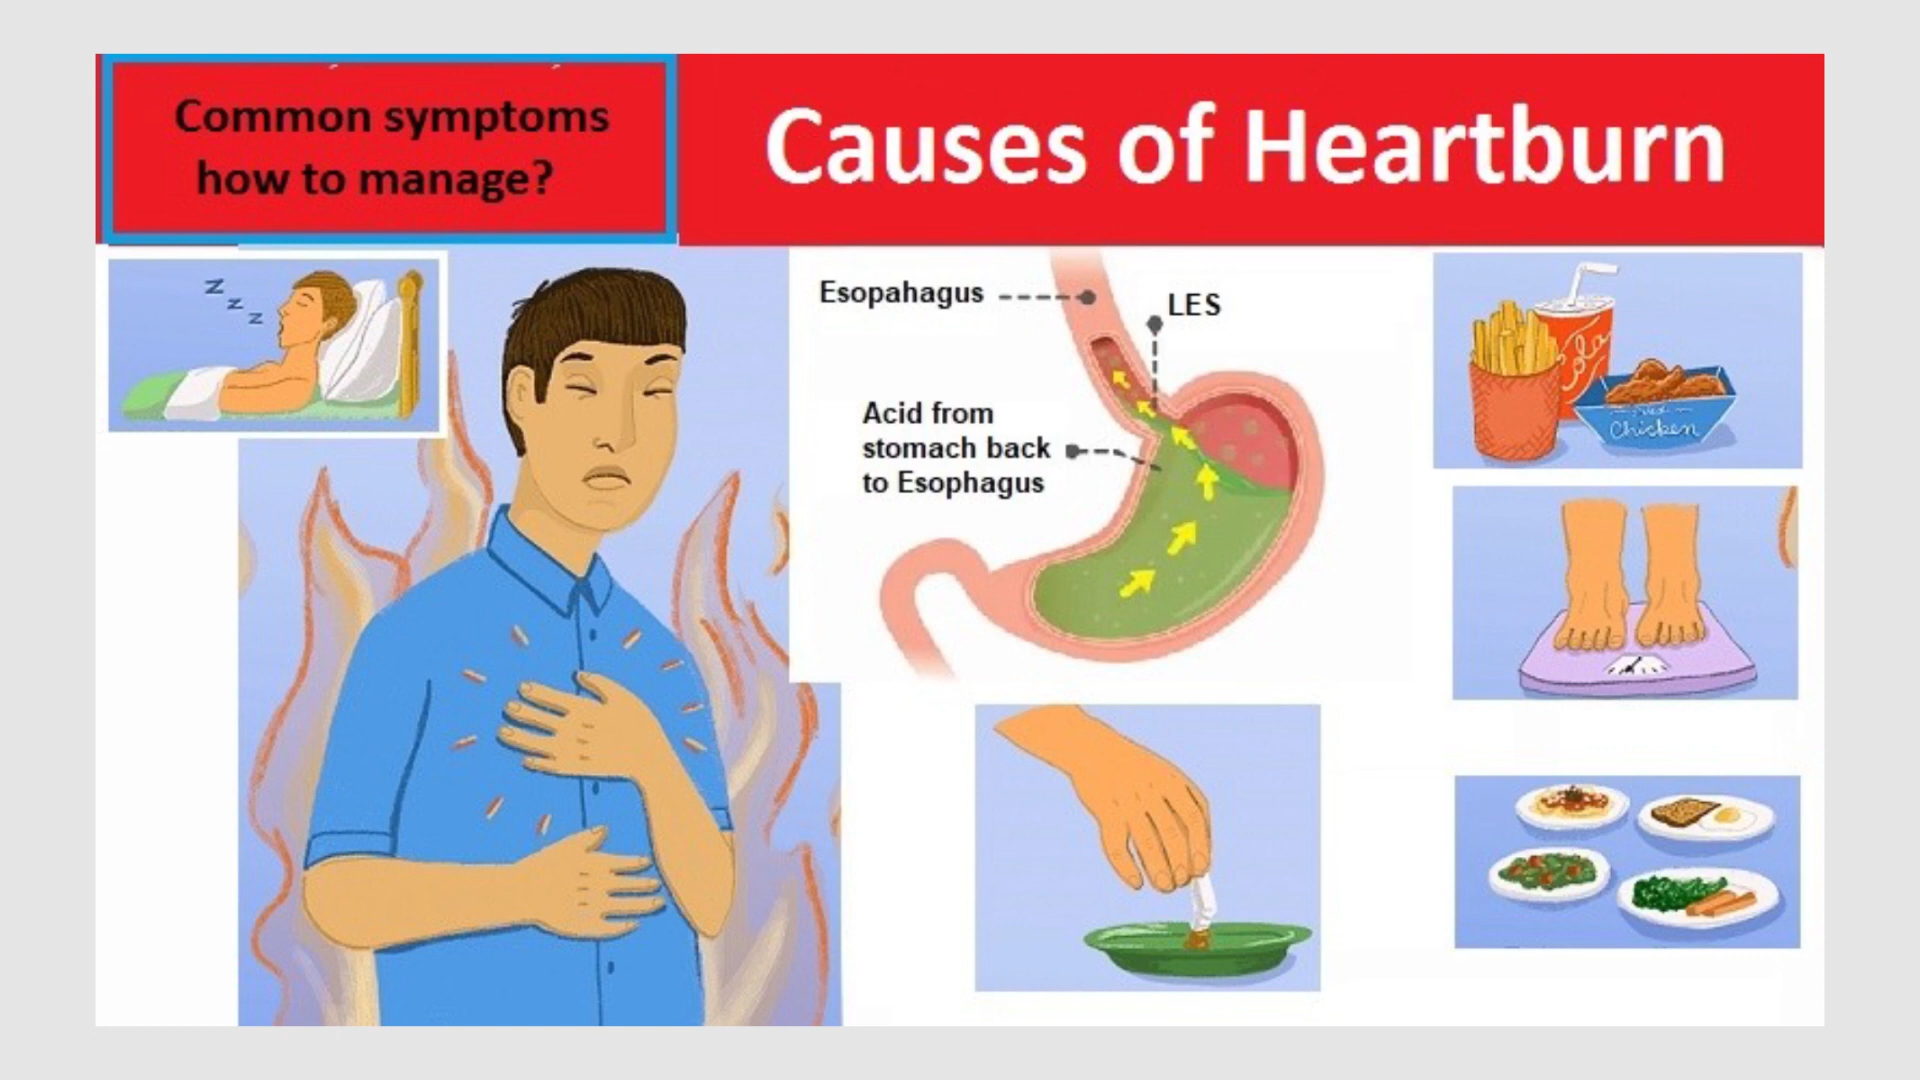 Common symptoms
how to manage?
Causes of Heartburn
z
z
z
Esopahagus
LES
Acid from
stomach back
to Esophagus
Cola
Chicken